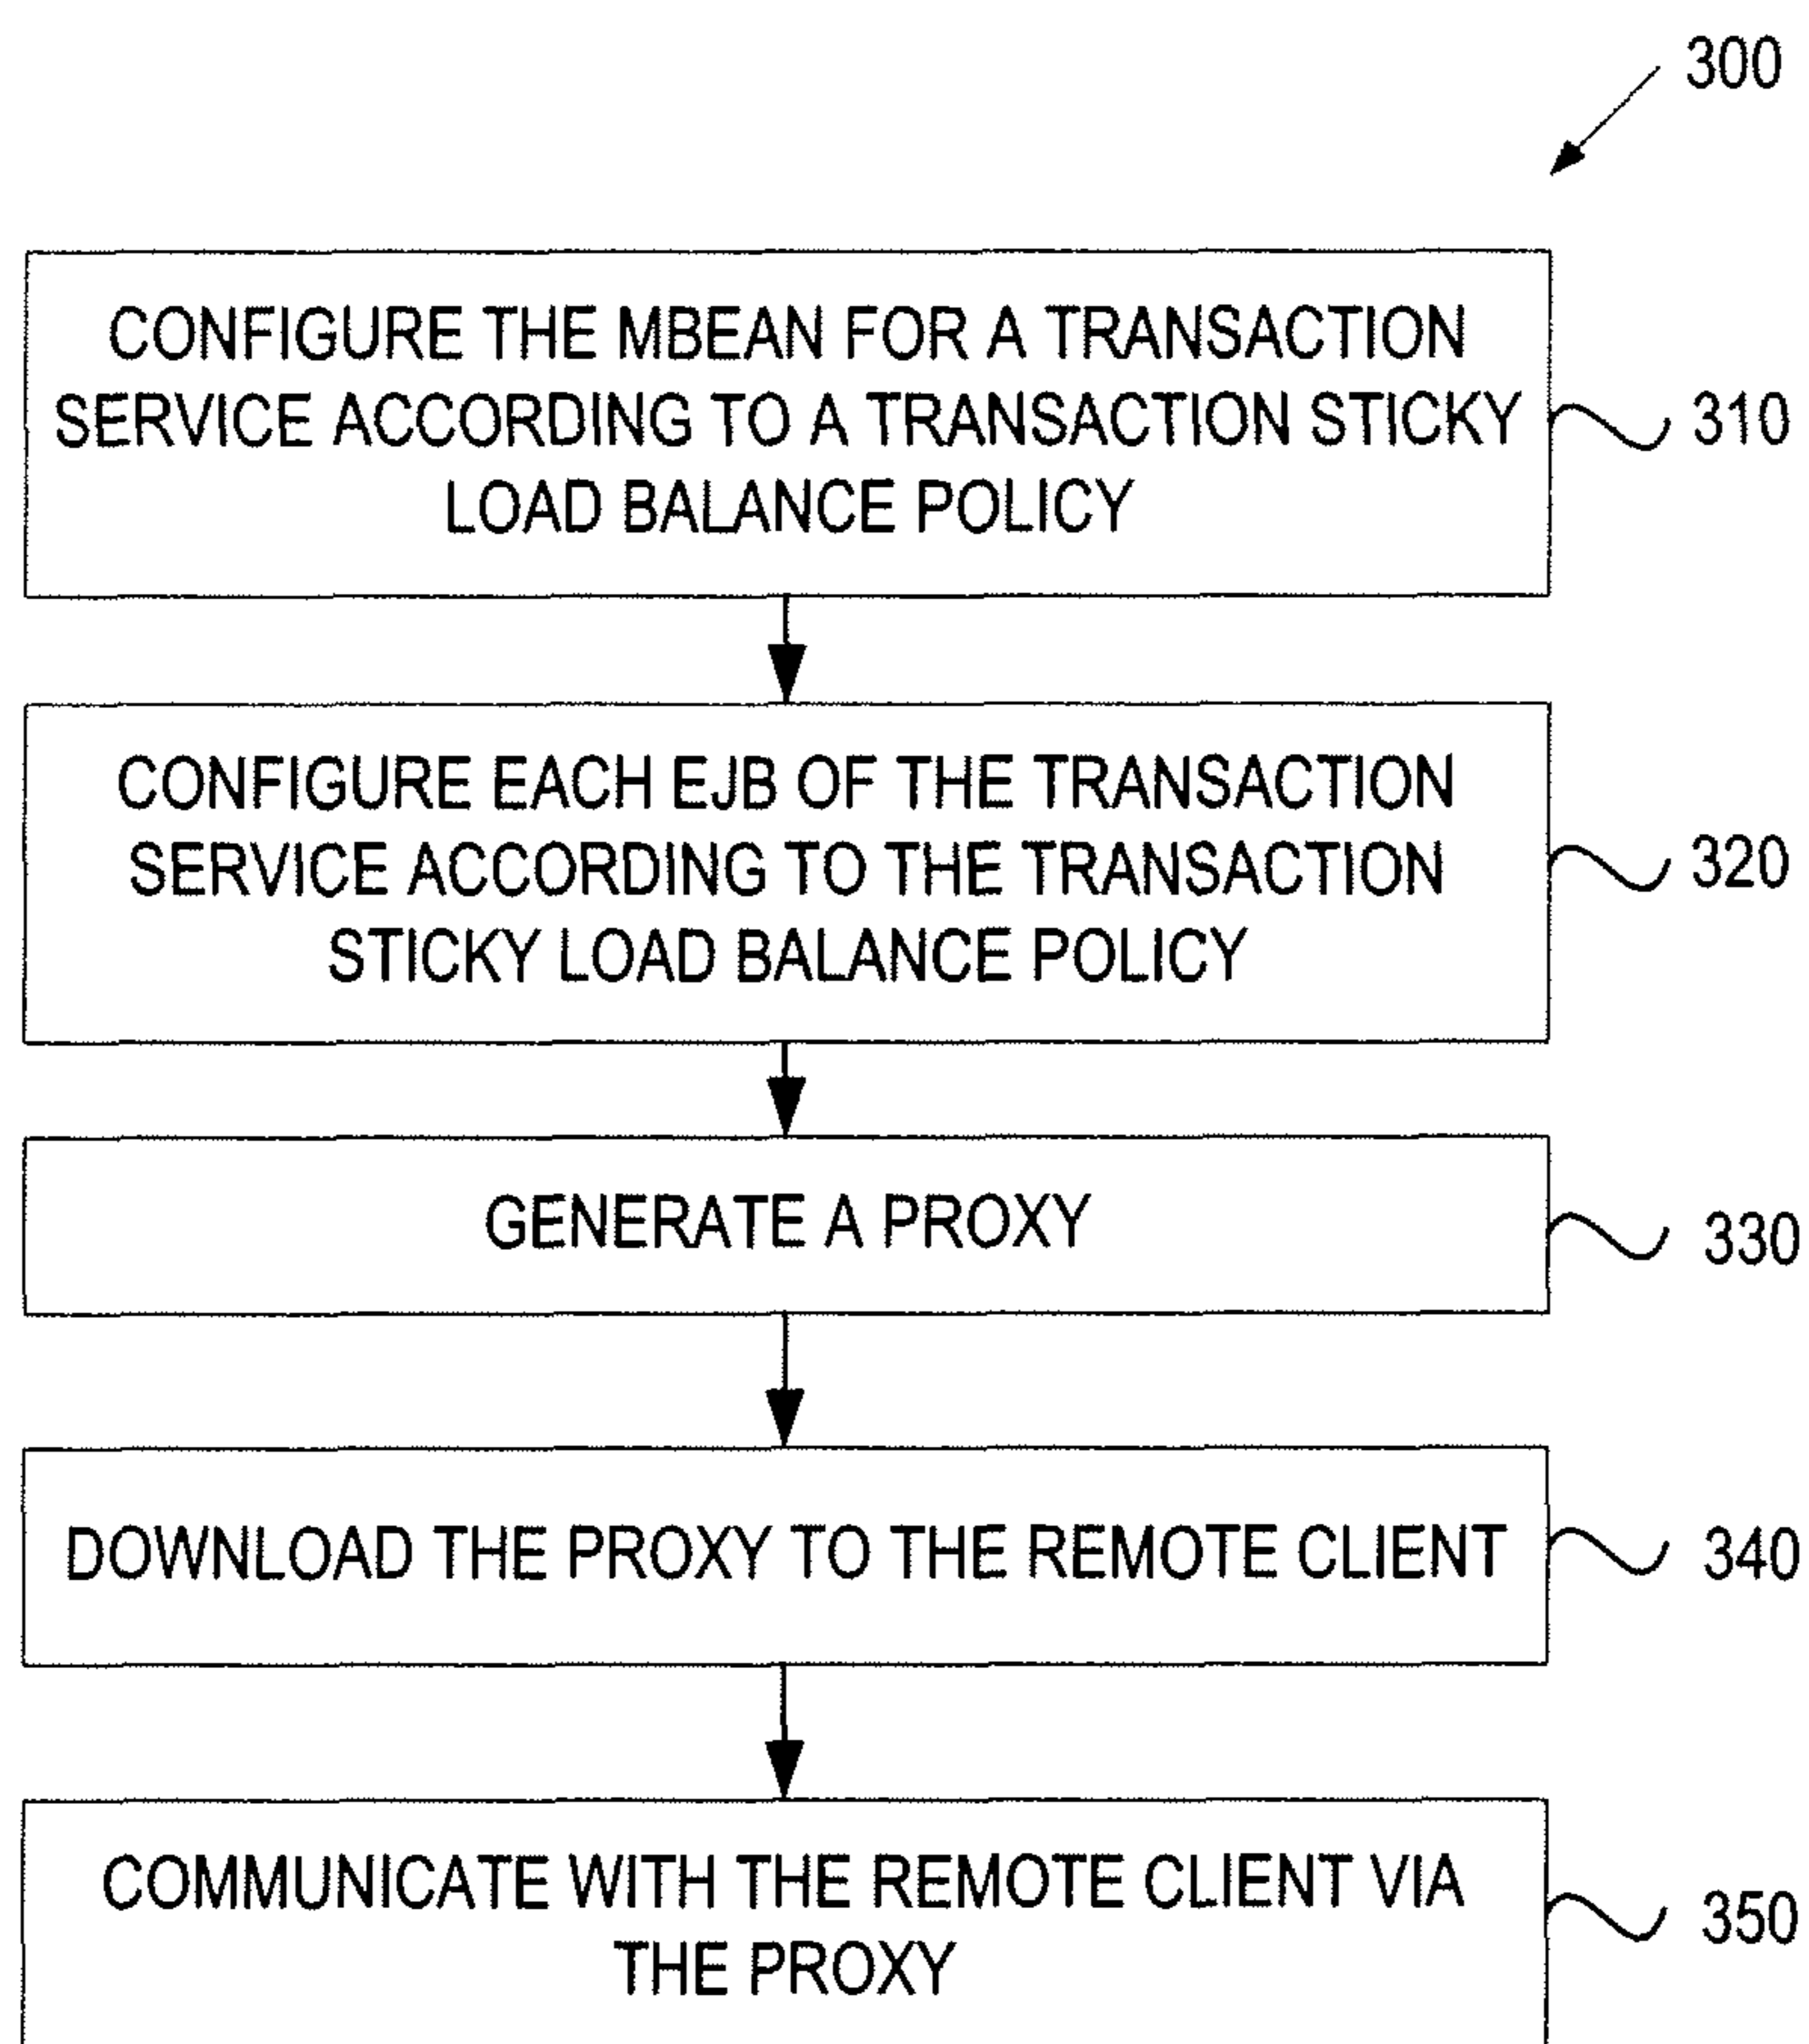 300
CONFIGURE THE MBEAN FOR A TRANSACTION
SERVICE ACCORDING TO A TRANSACTION STICKY
LOAD BALANCE POLICY
310
CONFIGURE EACH EJB OF THE TRANSACTION
SERVICE ACCORDING TO THE TRANSACTION
STICKY LOAD BALANCE POLICY
320
GENERATE A PROXY
330
DOWNLOAD THE PROXY TO THE REMOTE CLIENT
340
COMMUNICATE WITH THE REMOTE CLIENT VIA
THE PROXY
350